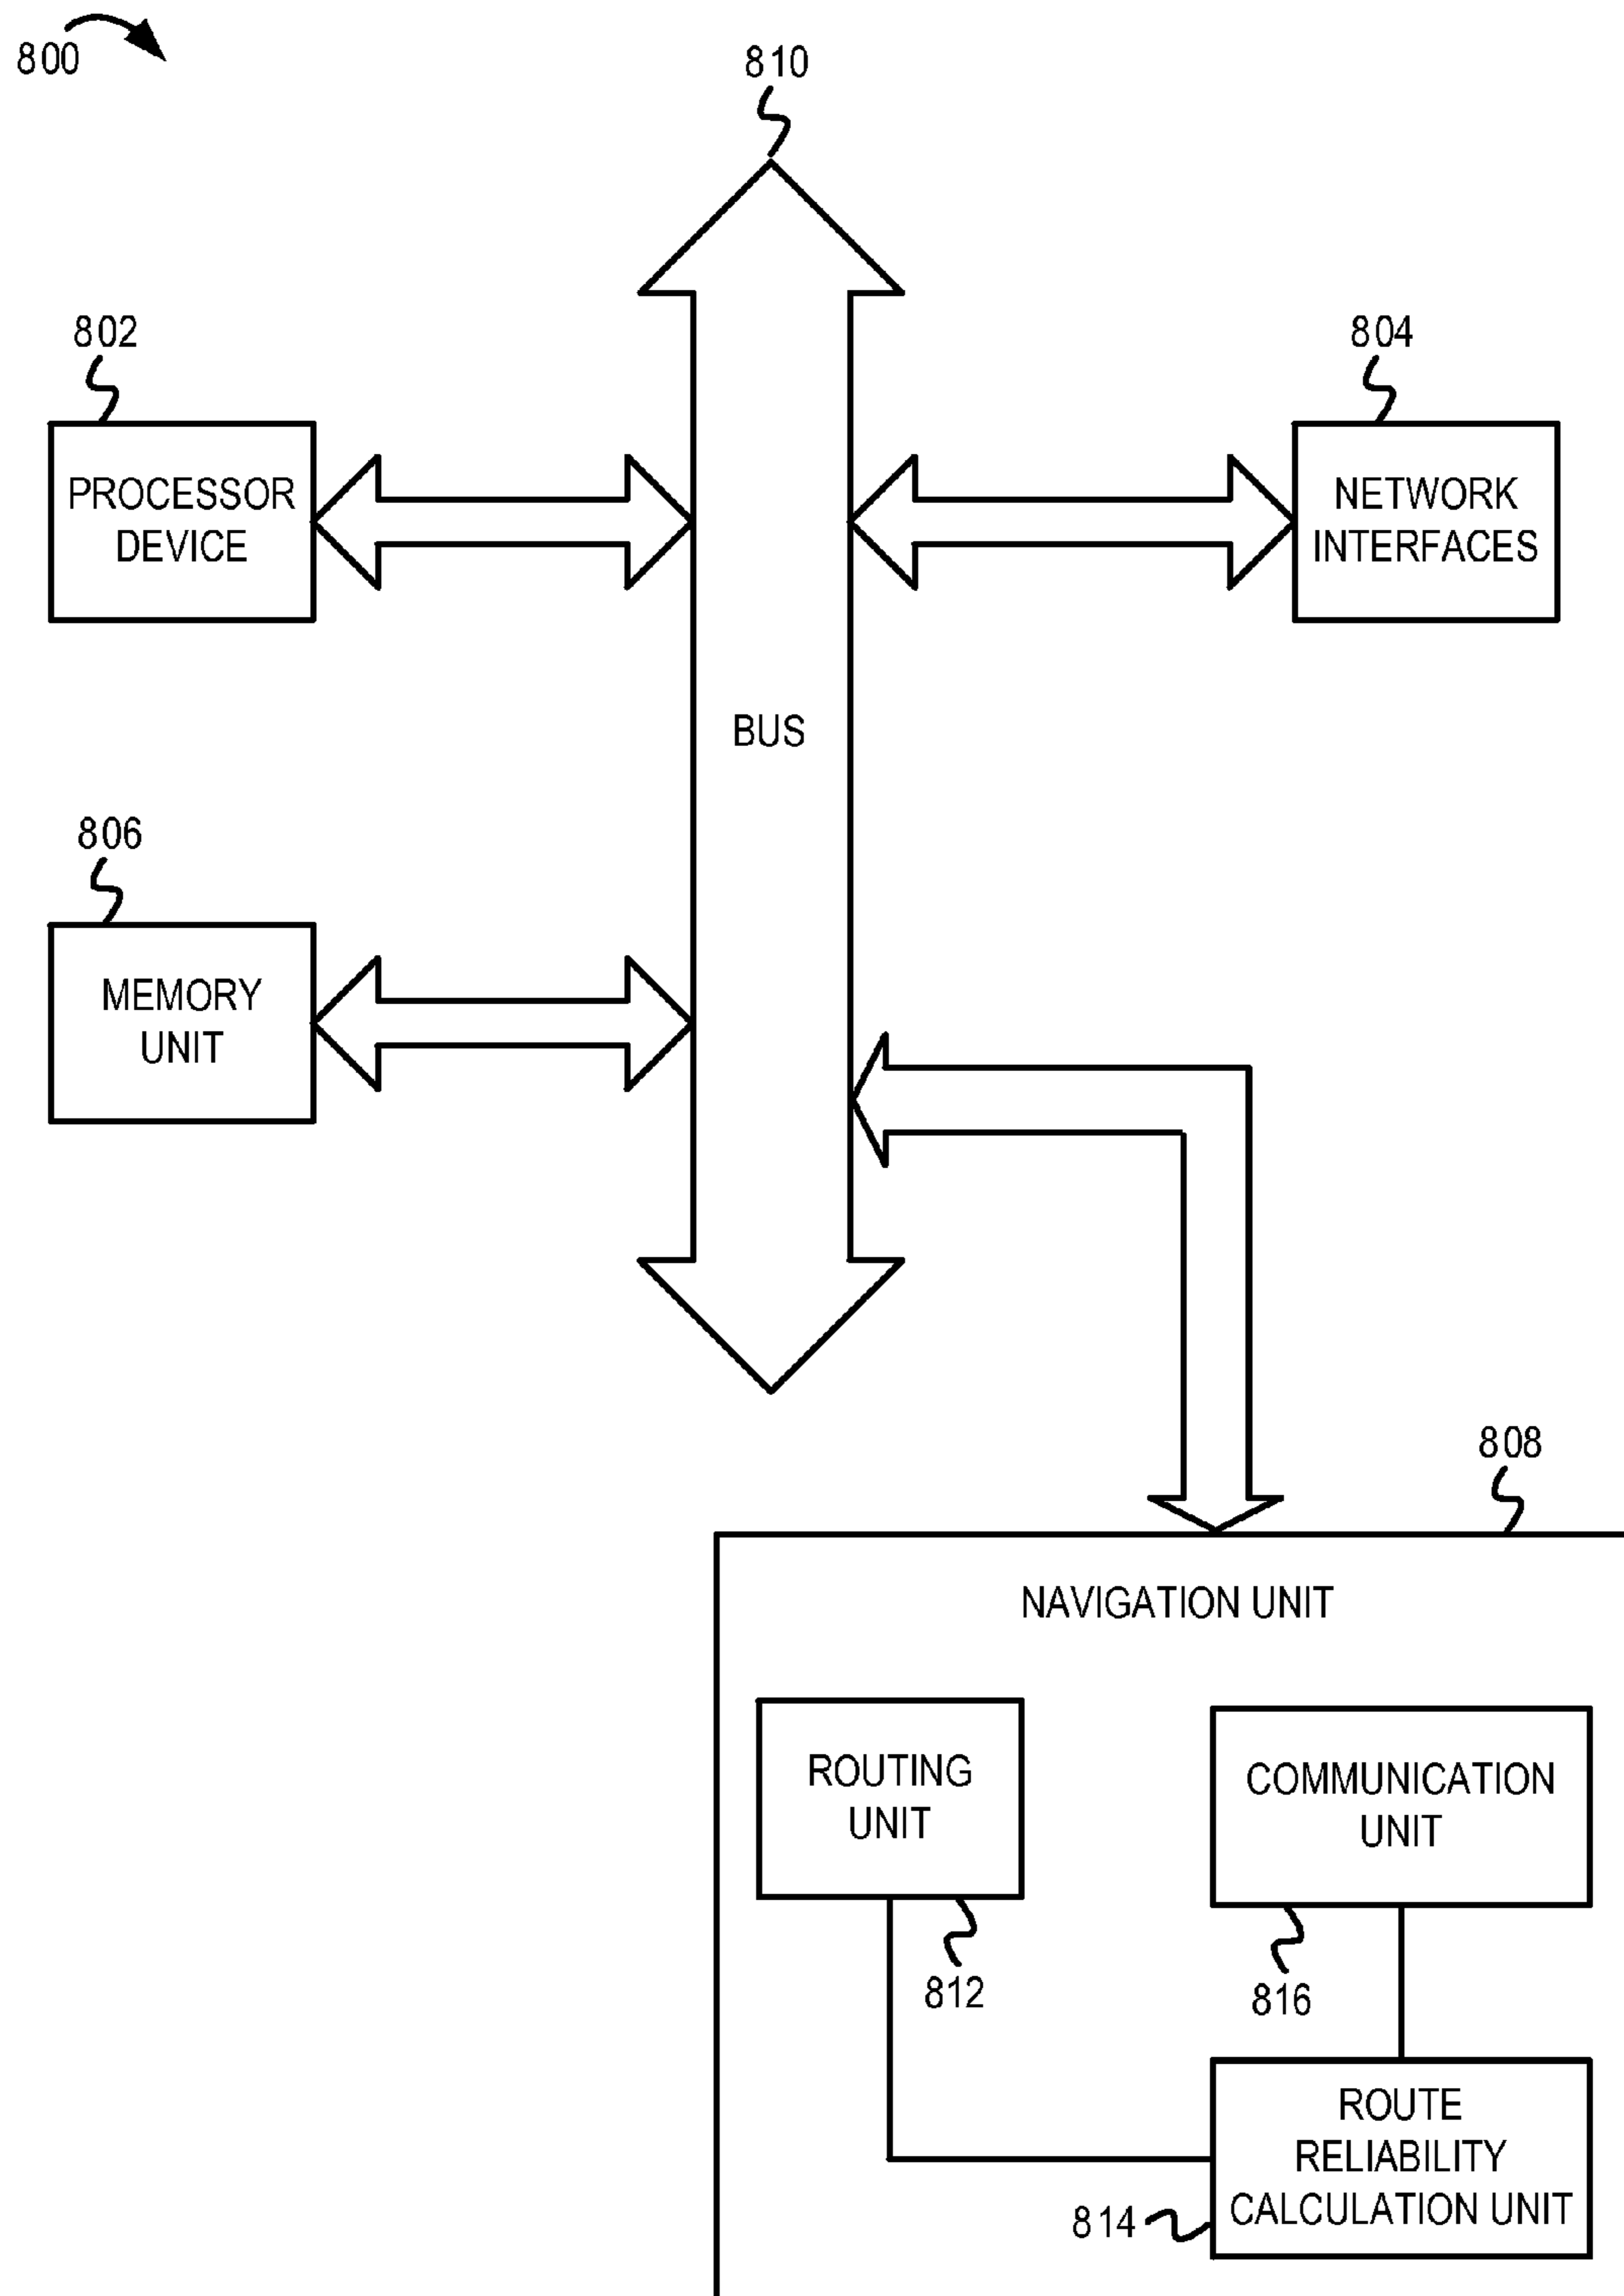 800
810
802
804
PROCESSOR
DEVICE
NETWORK
INTERFACES
BUS
806
MEMORY
UNIT
808
NAVIGATION UNIT
ROUTING
UNIT
COMMUNICATION
UNIT
812
816
ROUTE
RELIABILITY
CALCULATION UNIT
814